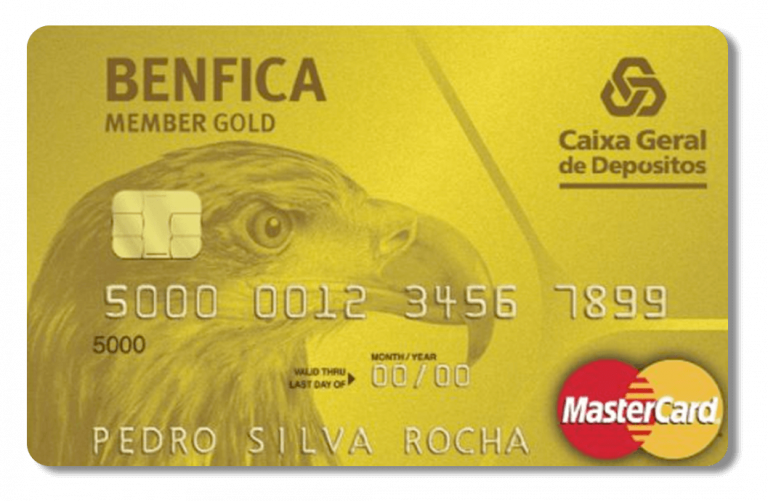 BENFICA
MEMBER GOLD
Caixa Geral
de Depositos
5000 0012 3456 7899
5000
MONTH/YEAR
VALID THRU
LAST DAY OF
00/00
MasterCard
PEDRO SILVA ROCHA